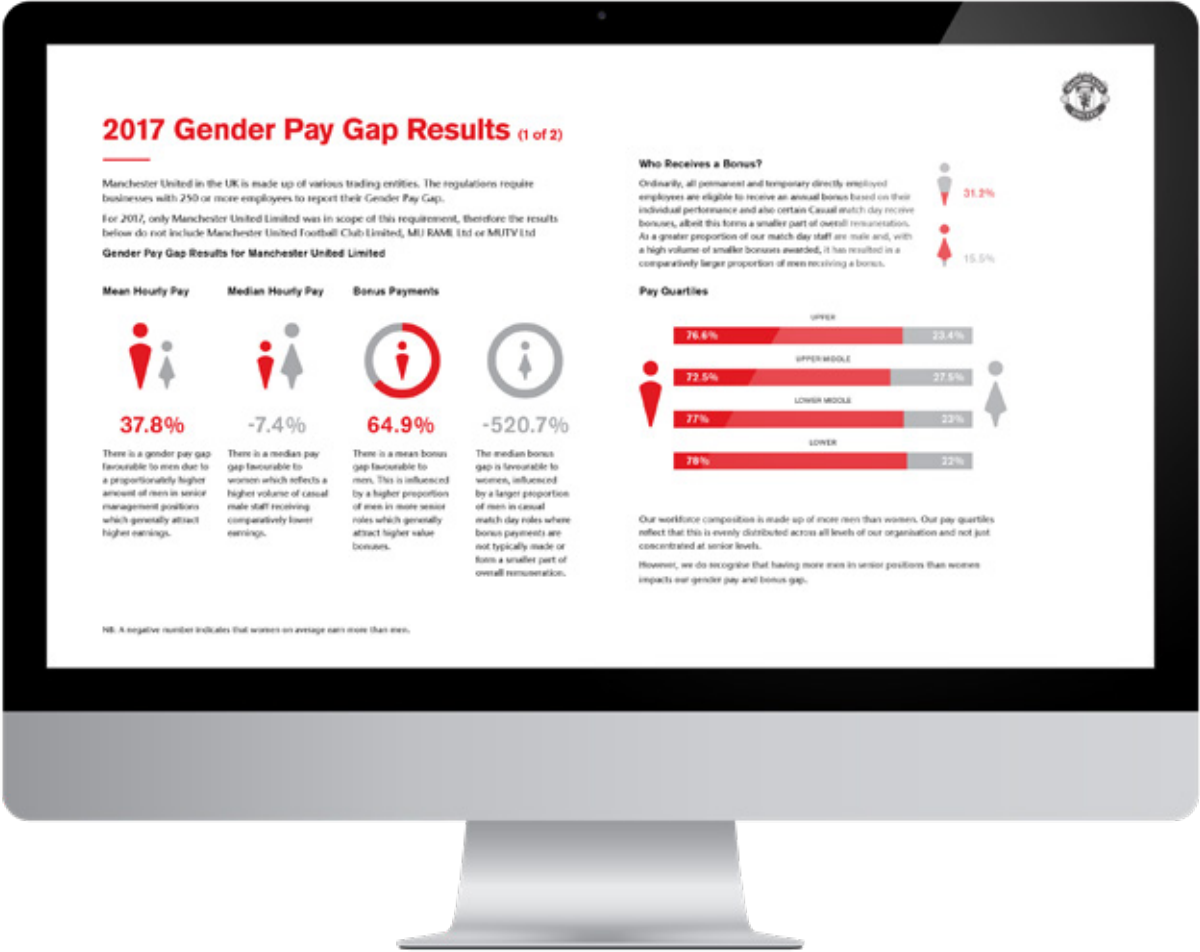 2017 Gender Pay Gap Results (1 of 2)
Manchester United in the UK is made up of various trading entities. The regulations require
businesses with 250 or more employees to report their Gender Pay Gap.
For 2017, only Manchester United Limited was in scope of this requirement, therefore the results
below do not include Manchester United Football Club Limited, MU RAML Ltd or MUTV Ltd
Gender Pay Gap Results for Manchester United Limited
Mean Hourly Pay
37.8%
There is a gender pay gap
favourable to men due to
a proportionately higher
amount of men in senior
management positions
which generally attract
higher earnings.
Median Hourly Pay
-7.4%
There is a median pay
gap favourable to
women which reflects a
higher volume of casual
male staff receiving
comparatively lower
earnings.
Bonus Payments
64.9%
There is a mean bonus
gap favourable to
men. This is influenced
by a higher proportion
of men in more senior
roles which generally
attract higher value
bonuses.
-520.7%
The median bonus
gap is favourable to
women, influenced
by a larger proportion
of men in casual
match day roles where
bonus payments are
not typically made or
form a smaller part of
overall remuneration.
NB: A negative number indicates that women on average earn more than men.
MANCHESTER
UNITED
Who Receives a Bonus?
Ordinarily, all permanent and temporary directly employed
employees are eligible to receive an annual bonus based on their
individual performance and also certain Casual match day receive
bonuses, albeit this forms a smaller part of overall remuneration.
As a greater proportion of our match day staff are male and, with
a high volume of smaller bonuses awarded, it has resulted in a
comparatively larger proportion of men receiving a bonus.
31.2%
15.5%
Pay Quartiles
UPPER
76.6% 23.4%
UPPER MIDDLE
72.5% 27.5%
LOWER MIDDLE
77% 23%
LOWER
78% 22%
Our workforce composition is made up of more men than women. Our pay quartiles
reflect that this is evenly distributed across all levels of our organisation and not just
concentrated at senior levels.
However, we do recognise that having more men in senior positions than women
impacts our gender pay and bonus gap.